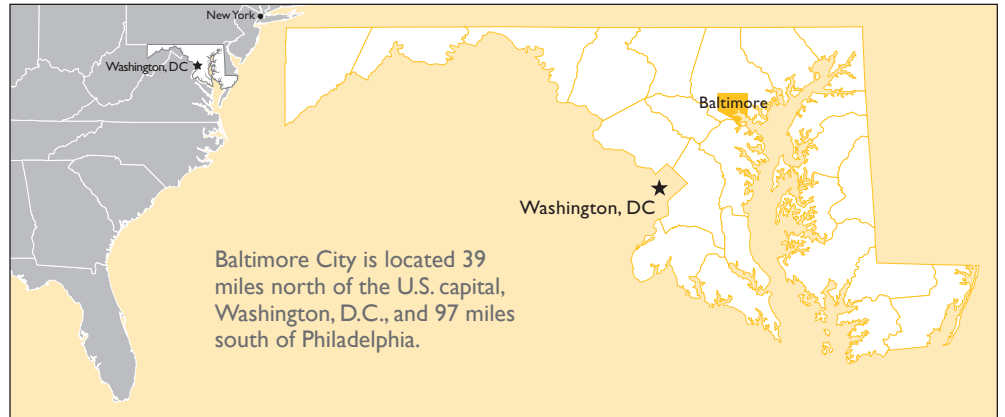 New York
Washington, DC
Baltimore
Washington, DC
Baltimore City is located 39
miles north of the U.S. capital,
Washington, D.C., and 97 miles
south of Philadelphia.